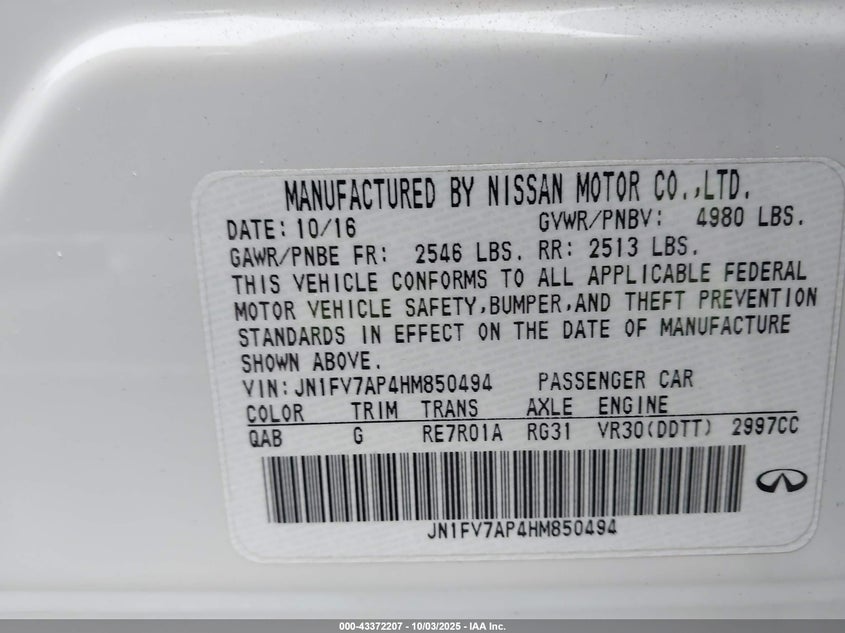 MANUFACTURED BY NISSAN MOTOR CO.,LTD.
DATE: 10/16 GVWR/PNBV: 4980 LBS.
GAWR/PNBE FR: 2546 LBS. RR: 2513 LBS.
THIS VEHICLE CONFORMS TO ALL APPLICABLE FEDERAL
MOTOR VEHICLE SAFETY,BUMPER,AND THEFT PREVENTION
STANDARDS IN EFFECT ON THE DATE OF MANUFACTURE
SHOWN ABOVE.
VIN: JN1FV7AP4HM850494 PASSENGER CAR
COLOR TRIM TRANS AXLE ENGINE
QAB G RE7R01A RG31 VR30(DDTT) 2997CC
JN1FV7AP4HM850494
000-43372207 - 10/03/2025 - IAA Inc.